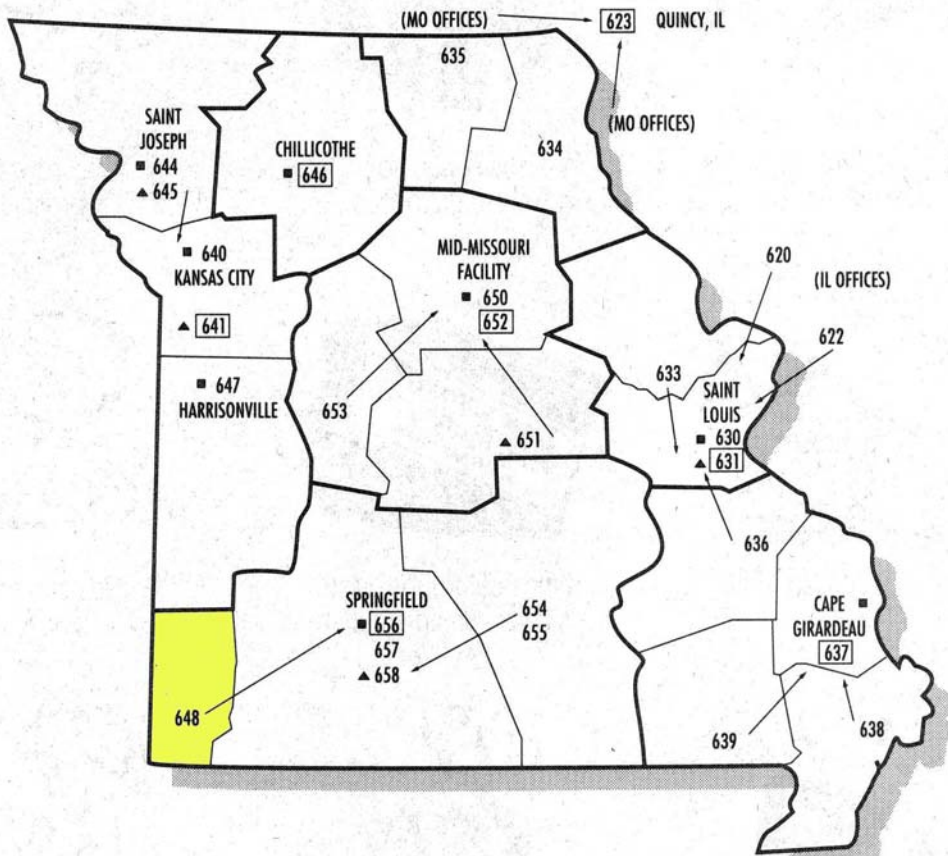 (MO OFFICES)
623 QUINCY, IL
635
(MO OFFICES)
634
SAINT
JOSEPH
644
645
CHILLICOTHE
646
640
KANSAS CITY
641
647
HARRISONVILLE
MID-MISSOURI
FACILITY
650
652
653
651
620
(IL OFFICES)
622
633
SAINT
LOUIS
630
631
636
SPRINGFIELD
656
657
658
654
655
648
CAPE
GIRARDEAU
637
639
638